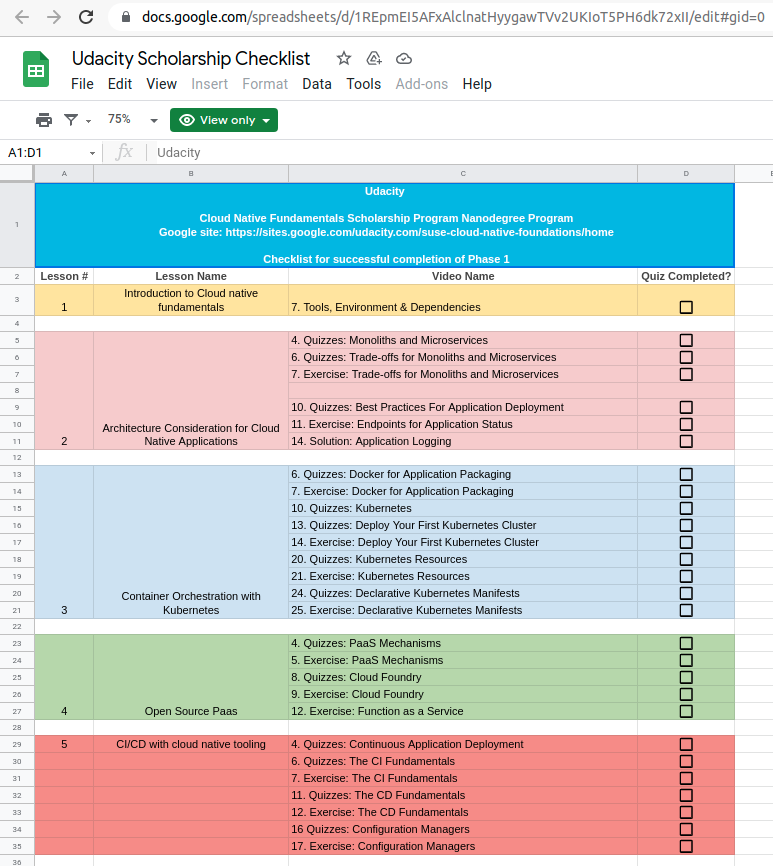 docs.google.com/spreadsheets/d/1REpmEI5AFxAlclnatHyygawTVv2UKIoT5PH6dk72xII/edit#gid=0
Udacity Scholarship Checklist
File Edit View Insert Format Data Tools Add-ons Help
75% View only
A1:D1 fx Udacity
A B C D E
1 Udacity
Cloud Native Fundamentals Scholarship Program Nanodegree Program
Google site: https://sites.google.com/udacity.com/suse-cloud-native-foundations/home
Checklist for successful completion of Phase 1
2 Lesson # Lesson Name Video Name Quiz Completed?
3 1 Introduction to Cloud native fundamentals 7. Tools, Environment & Dependencies
4
5 4. Quizzes: Monoliths and Microservices
6 6. Quizzes: Trade-offs for Monoliths and Microservices
7 7. Exercise: Trade-offs for Monoliths and Microservices
8
9 10. Quizzes: Best Practices For Application Deployment
10 Architecture Consideration for Cloud 11. Exercise: Endpoints for Application Status
11 2 Native Applications 14. Solution: Application Logging
12
13 6. Quizzes: Docker for Application Packaging
14 7. Exercise: Docker for Application Packaging
15 10. Quizzes: Kubernetes
16 13. Quizzes: Deploy Your First Kubernetes Cluster
17 14. Exercise: Deploy Your First Kubernetes Cluster
18 20. Quizzes: Kubernetes Resources
19 21. Exercise: Kubernetes Resources
20 Container Orchestration with 24. Quizzes: Declarative Kubernetes Manifests
21 3 Kubernetes 25. Exercise: Declarative Kubernetes Manifests
22
23 4. Quizzes: PaaS Mechanisms
24 5. Exercise: PaaS Mechanisms
25 8. Quizzes: Cloud Foundry
26 9. Exercise: Cloud Foundry
27 4 Open Source Paas 12. Exercise: Function as a Service
28
29 5 CI/CD with cloud native tooling 4. Quizzes: Continuous Application Deployment
30 6. Quizzes: The CI Fundamentals
31 7. Exercise: The CI Fundamentals
32 11. Quizzes: The CD Fundamentals
33 12. Exercise: The CD Fundamentals
34 16 Quizzes: Configuration Managers
35 17. Exercise: Configuration Managers
36